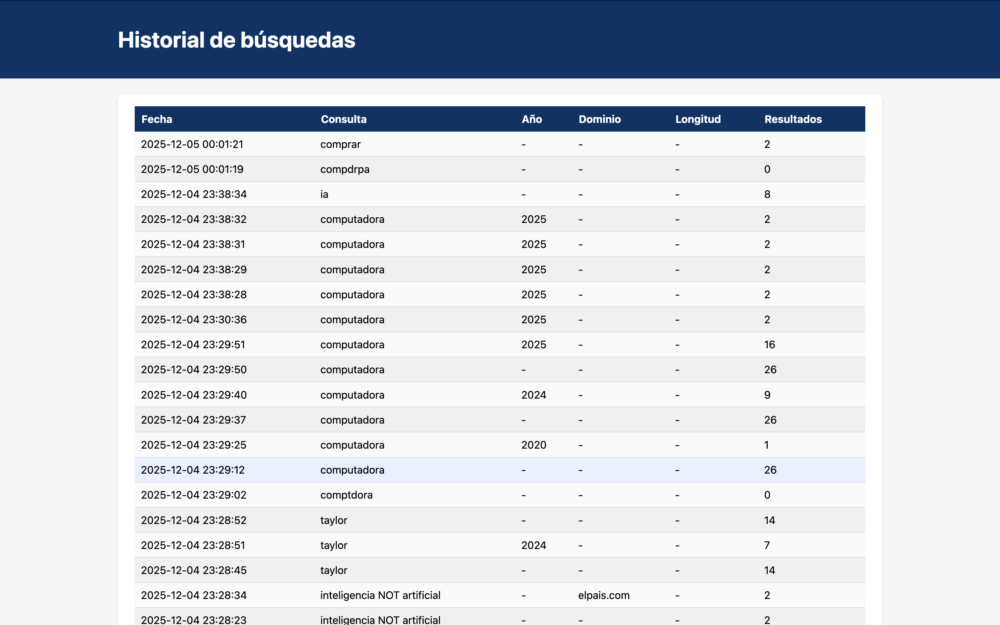 Historial de búsquedas
Fecha Consulta Año Dominio Longitud Resultados
2025-12-05 00:01:21 comprar - - - 2
2025-12-05 00:01:19 compdrpa - - - 0
2025-12-04 23:38:34 ia - - - 8
2025-12-04 23:38:32 computadora 2025 - - 2
2025-12-04 23:38:31 computadora 2025 - - 2
2025-12-04 23:38:29 computadora 2025 - - 2
2025-12-04 23:38:28 computadora 2025 - - 2
2025-12-04 23:30:36 computadora 2025 - - 2
2025-12-04 23:29:51 computadora 2025 - - 16
2025-12-04 23:29:50 computadora - - - 26
2025-12-04 23:29:40 computadora 2024 - - 9
2025-12-04 23:29:37 computadora - - - 26
2025-12-04 23:29:25 computadora 2020 - - 1
2025-12-04 23:29:12 computadora - - - 26
2025-12-04 23:29:02 comptdora - - - 0
2025-12-04 23:28:52 taylor - - - 14
2025-12-04 23:28:51 taylor 2024 - - 7
2025-12-04 23:28:45 taylor - - - 14
2025-12-04 23:28:34 inteligencia NOT artificial - elpais.com - 2
2025-12-04 23:28:23 inteligencia NOT artificial - - - 2